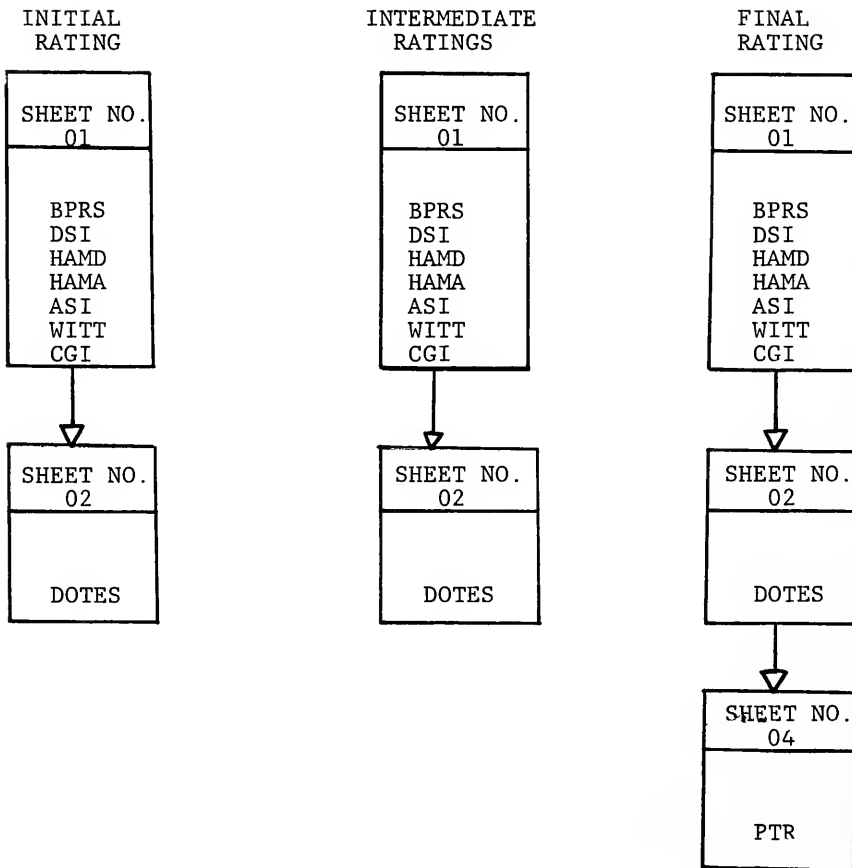 INITIAL
RATING
SHEET NO.
01
BPRS
DSI
HAMD
HAMA
ASI
WITT
CGI
SHEET NO.
02
DOTES
INTERMEDIATE
RATINGS
SHEET NO.
01
BPRS
DSI
HAMD
HAMA
ASI
WITT
CGI
SHEET NO.
02
DOTES
FINAL
RATING
SHEET NO.
01
BPRS
DSI
HAMD
HAMA
ASI
WITT
CGI
SHEET NO.
02
DOTES
SHEET NO.
04
PTR